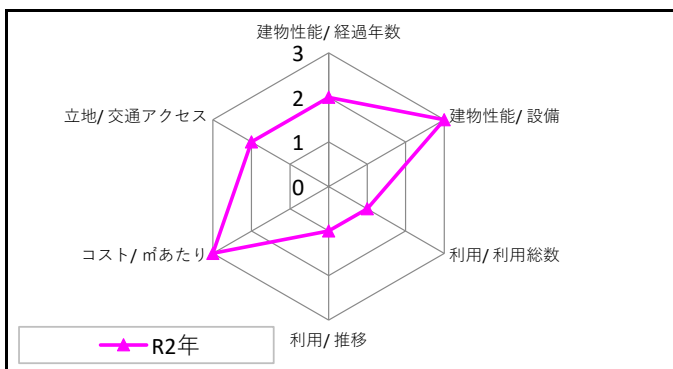 建物性能/ 経過年数
3
立地/ 交通アクセス
2
建物性能/ 設備
1
0
コスト/ ㎡あたり
利用/ 利用総数
利用/ 推移
R2年